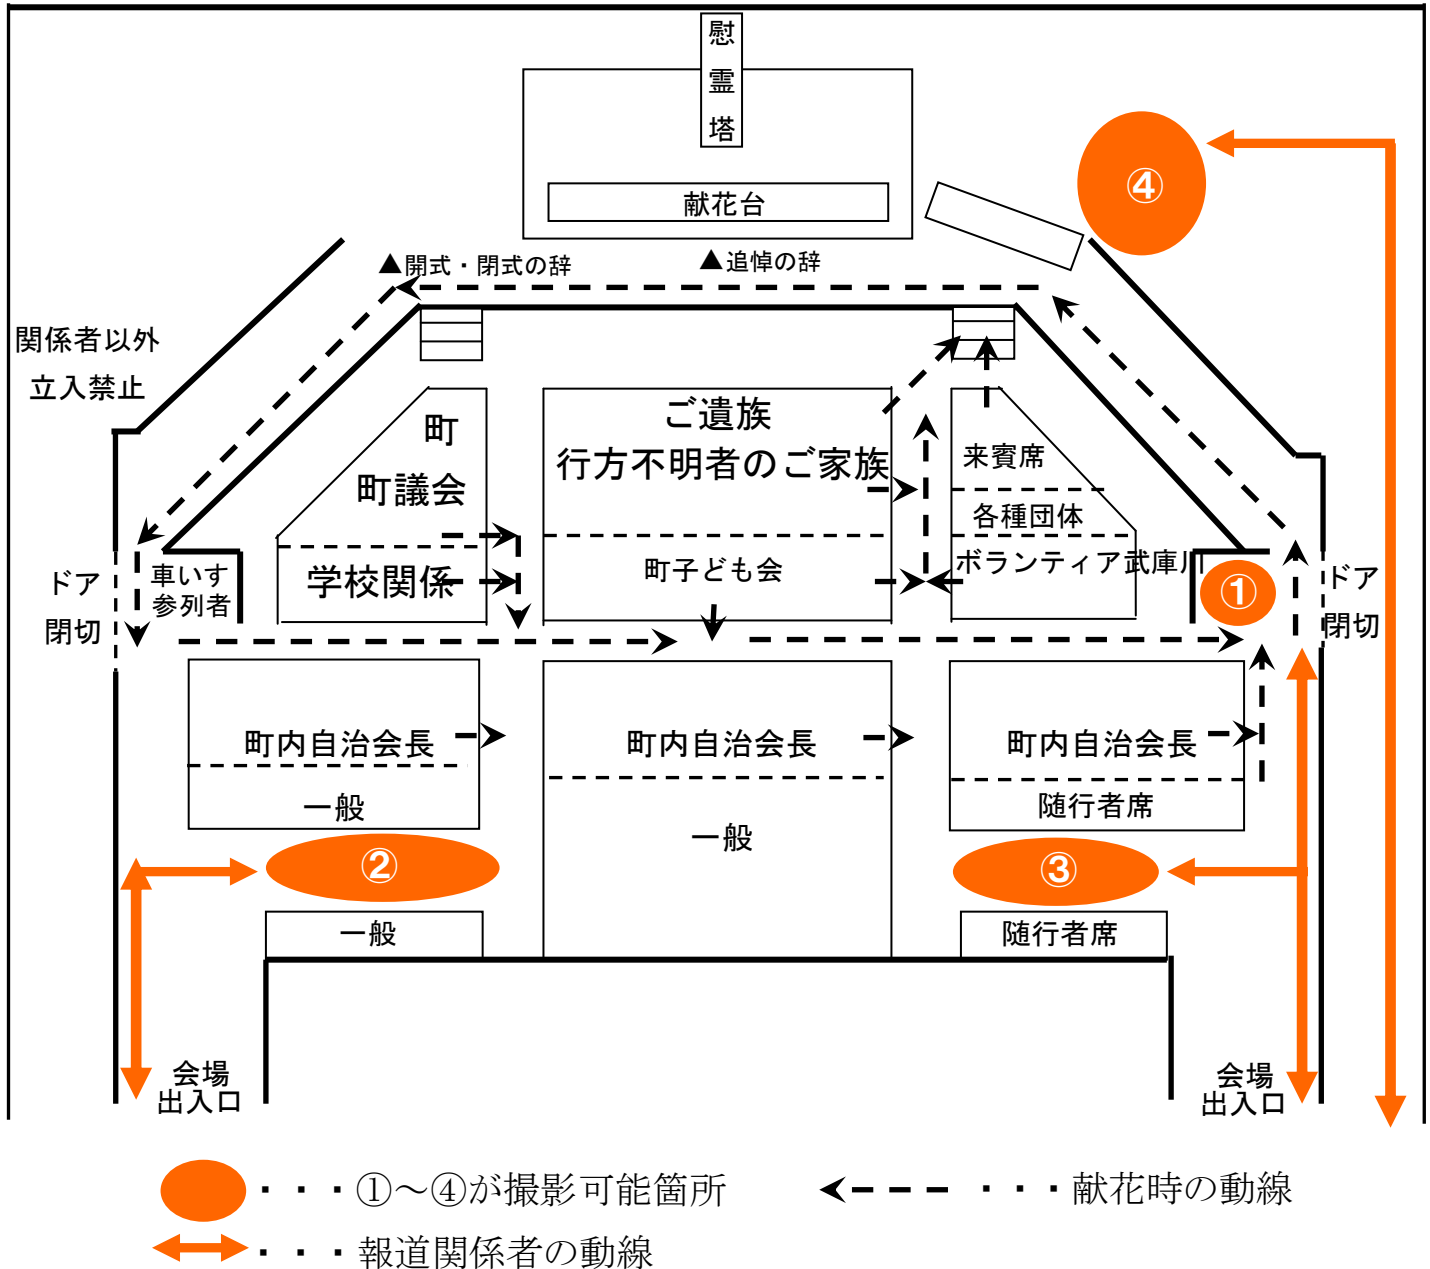 慰
霊
塔
献花台
④
▲開式・閉式の辞
▲追悼の辞
関係者以外
立入禁止
町
町議会
学校関係
ご遺族
行方不明者のご家族
町子ども会
来賓席
各種団体
ボランティア武庫川
ドア
閉切
車いす
参列者
①
ドア
閉切
町内自治会長
一般
町内自治会長
一般
町内自治会長
随行者席
②
③
一般
随行者席
会場
出入口
会場
出入口
・・・①～④が撮影可能箇所
・・・献花時の動線
・・・報道関係者の動線